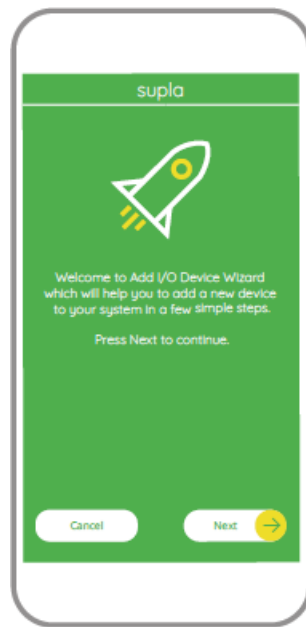 supla
Welcome to Add I/O Device Wizard
which will help you to add a new device
to your system in a few simple steps.
Press Next to continue.
Cancel
Next